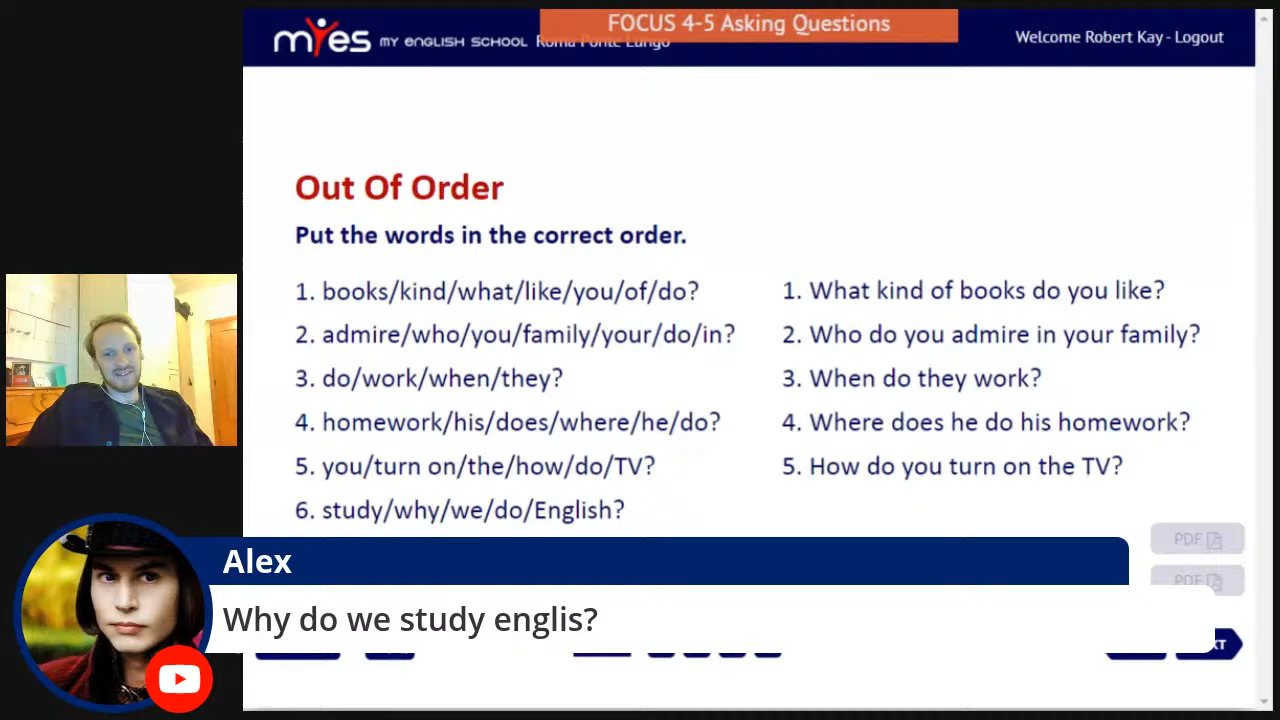 FOCUS 4-5 Asking Questions
myes MY ENGLISH SCHOOL Roma Ponte Lungo
Welcome Robert Kay - Logout
Out Of Order
Put the words in the correct order.
1. books/kind/what/like/you/of/do?
2. admire/who/you/family/your/do/in?
3. do/work/when/they?
4. homework/his/does/where/he/do?
5. you/turn on/the/how/do/TV?
6. study/why/we/do/English?
1. What kind of books do you like?
2. Who do you admire in your family?
3. When do they work?
4. Where does he do his homework?
5. How do you turn on the TV?
PDF
PDF
Alex
Why do we study englis?